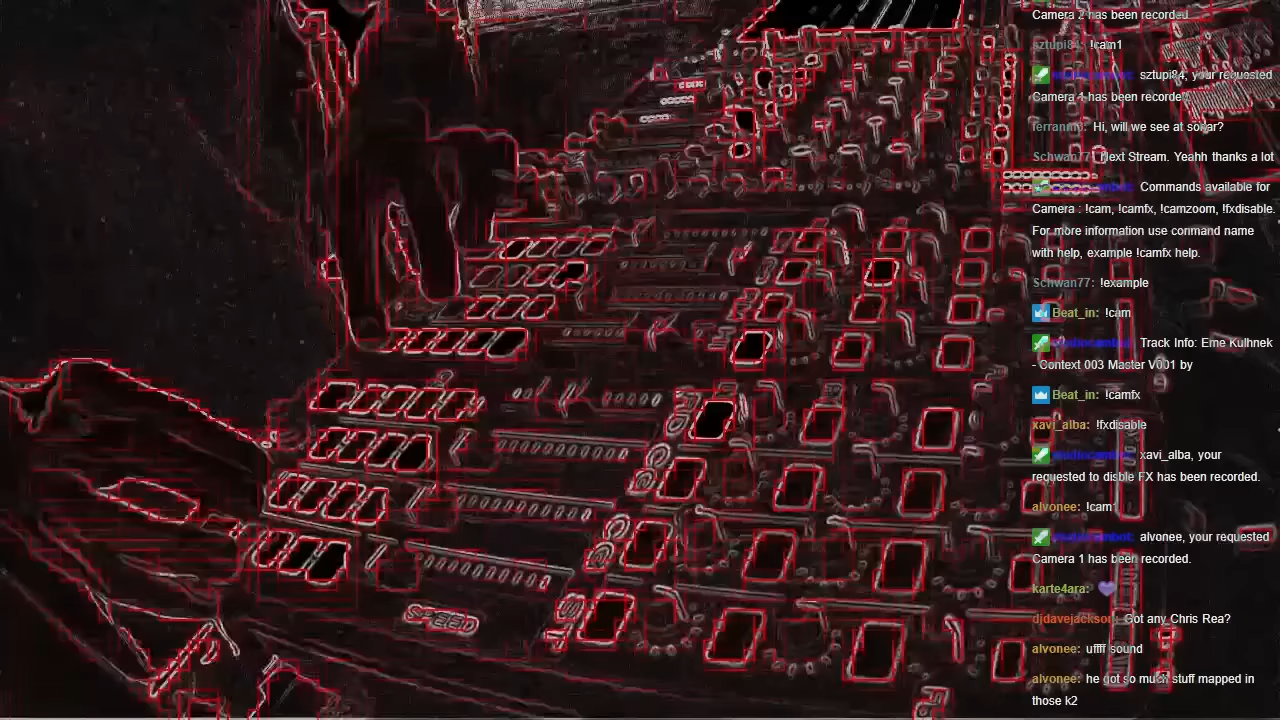 Camera 2 has been recorded
sztupi84: !cam1
sztupi84, your requested
Camera 1 has been recorded
Hi, will we see at sonar?
Schwan77: Next Stream. Yeahh thanks a lot
Commands available for
Camera : !cam, !camfx, !camzoom, !fxdisable.
For more information use command name
with help, example !camfx help.
Schwan77: !example
Beat_in: !cam
Track Info: Erne Kulhnek
- Context 003 Master V001 by
Beat_in: !camfx
xavi_alba: !fxdisable
xavi_alba, your
requested to disble FX has been recorded.
alvonee: !cam1
alvonee, your requested
Camera 1 has been recorded.
karte4ara:
djdavejackson: Got any Chris Rea?
alvonee: uffff sound
alvonee: he got so much stuff mapped in
those k2
SPEED